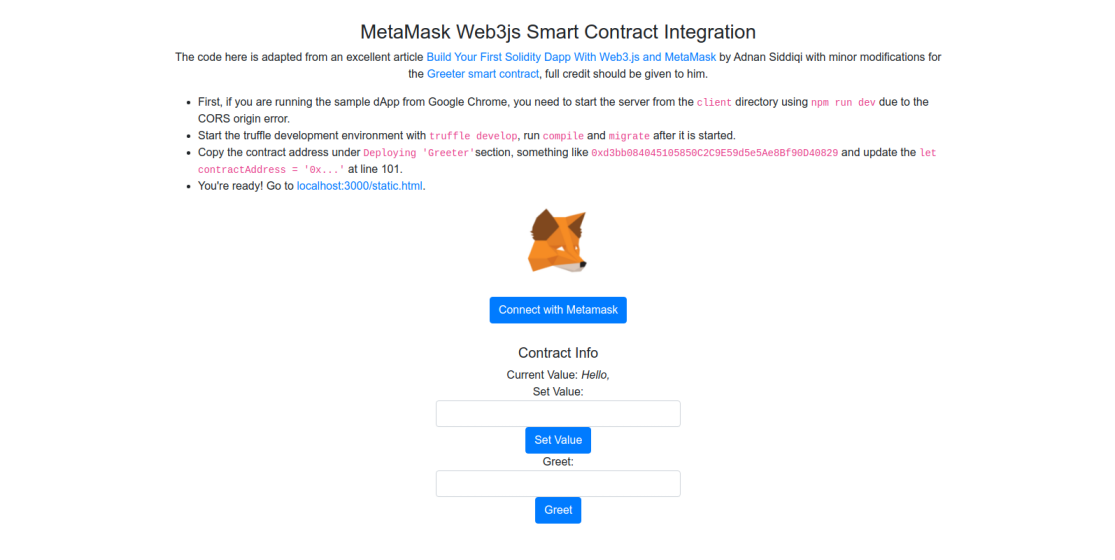 MetaMask Web3js Smart Contract Integration
The code here is adapted from an excellent article Build Your First Solidity Dapp With Web3.js and MetaMask by Adnan Siddiqi with minor modifications for
the Greeter smart contract, full credit should be given to him.
First, if you are running the sample dApp from Google Chrome, you need to start the server from the client directory using npm run dev due to the
CORS origin error.
Start the truffle development environment with truffle develop, run compile and migrate after it is started.
Copy the contract address under Deploying 'Greeter'section, something like 0xd3bb084045105850C2C9E59d5e5Ae8Bf90D40829 and update the let
contractAddress = '0x...' at line 101.
You're ready! Go to localhost:3000/static.html.
Connect with Metamask
Contract Info
Current Value: Hello,
Set Value:
Set Value
Greet:
Greet